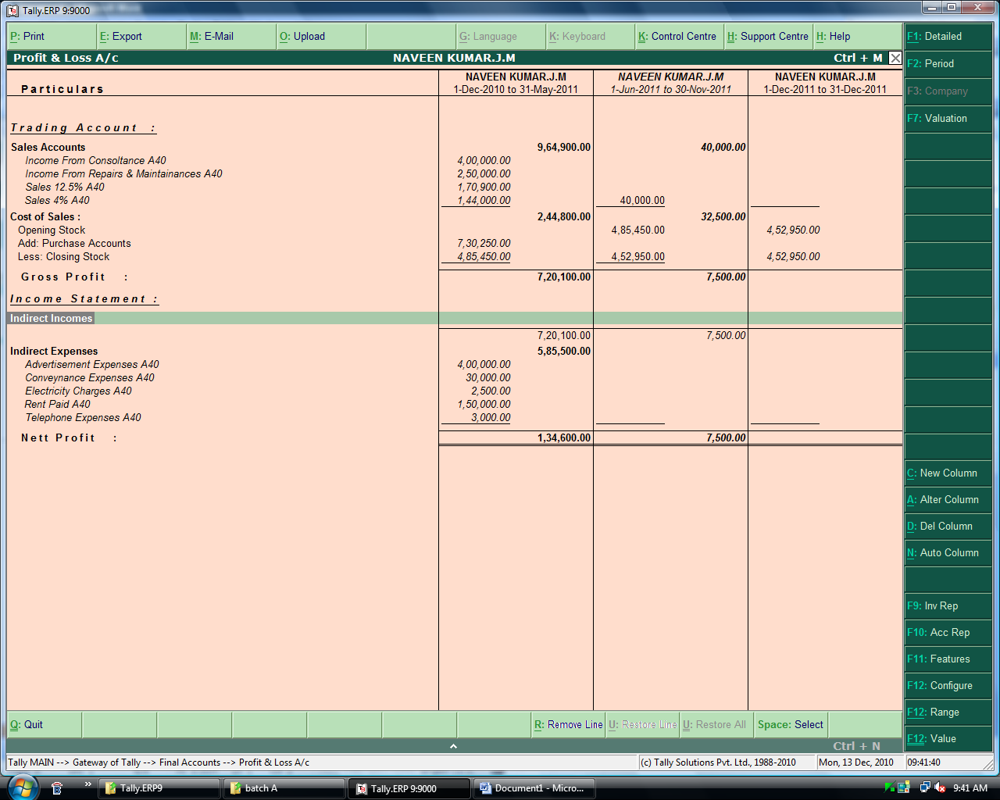 Tally.ERP 9:9000
P: Print E: Export M: E-Mail O: Upload G: Language K: Keyboard K: Control Centre H: Support Centre H: Help
Profit & Loss A/c NAVEEN KUMAR.J.M Ctrl + M
Particulars NAVEEN KUMAR.J.M NAVEEN KUMAR.J.M NAVEEN KUMAR.J.M
1-Dec-2010 to 31-May-2011 1-Jun-2011 to 30-Nov-2011 1-Dec-2011 to 31-Dec-2011
Trading Account :
Sales Accounts 9,64,900.00 40,000.00
Income From Consoltance A40 4,00,000.00
Income From Repairs & Maintainances A40 2,50,000.00
Sales 12.5% A40 1,70,900.00
Sales 4% A40 1,44,000.00 40,000.00
Cost of Sales : 2,44,800.00 32,500.00
Opening Stock 4,85,450.00 4,52,950.00
Add: Purchase Accounts 7,30,250.00
Less: Closing Stock 4,85,450.00 4,52,950.00 4,52,950.00
Gross Profit : 7,20,100.00 7,500.00
Income Statement :
Indirect Incomes
7,20,100.00 7,500.00
Indirect Expenses 5,85,500.00
Advertisement Expenses A40 4,00,000.00
Conveynance Expenses A40 30,000.00
Electricity Charges A40 2,500.00
Rent Paid A40 1,50,000.00
Telephone Expenses A40 3,000.00
Nett Profit : 1,34,600.00 7,500.00
F1: Detailed
F2: Period
F3: Company
F7: Valuation
C: New Column
A: Alter Column
D: Del Column
N: Auto Column
F9: Inv Rep
F10: Acc Rep
F11: Features
F12: Configure
F12: Range
F12: Value
Q: Quit R: Remove Line U: Restore Line U: Restore All Space: Select
Ctrl + N
Tally MAIN --> Gateway of Tally --> Final Accounts --> Profit & Loss A/c (c) Tally Solutions Pvt. Ltd., 1988-2010 Mon, 13 Dec, 2010 09:41:40
Tally.ERP9 batch A Tally.ERP 9:9000 Document1 - Micro... 9:41 AM